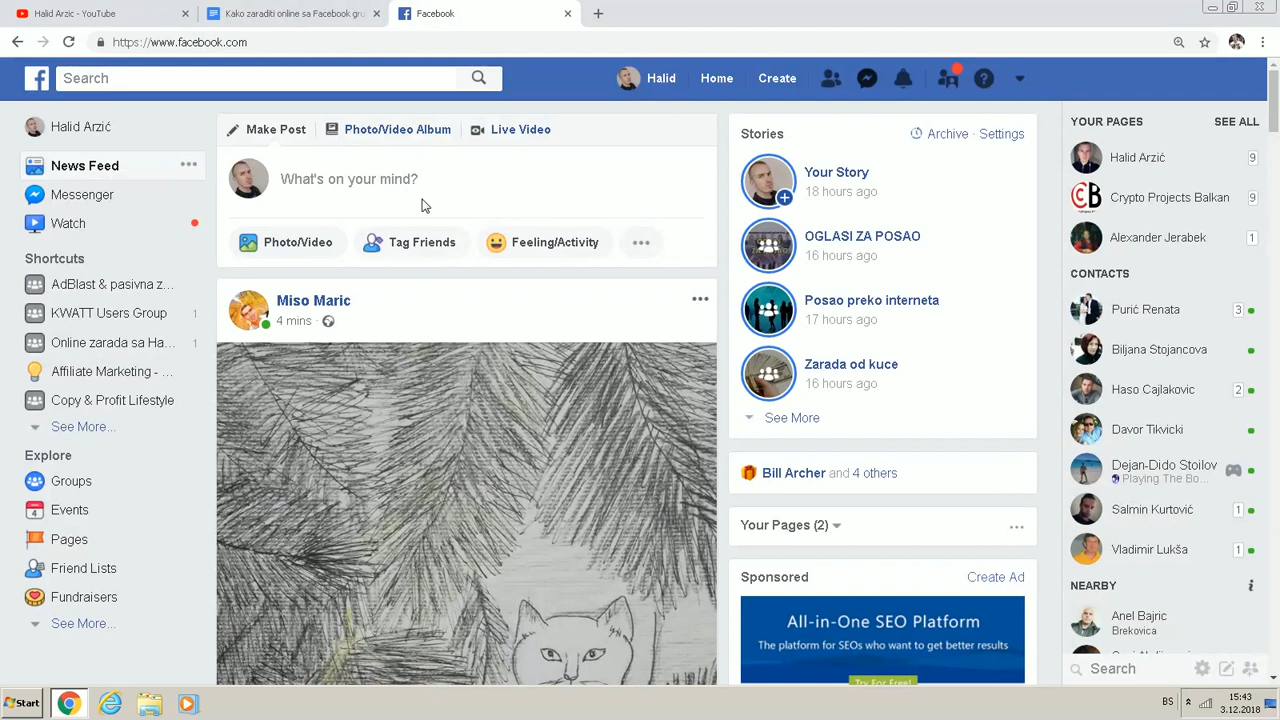 Halid Arzic - YouTube
Kako zaraditi online sa Facebook gru
Facebook
https://www.facebook.com
Search
Halid
Home
Create
Halid Arzić
News Feed
Messenger
Watch
Shortcuts
AdBlast & pasivna z...
KWATT Users Group 1
Online zarada sa Ha... 1
Affiliate Marketing - ...
Copy & Profit Lifestyle
See More...
Explore
Groups
Events
4
Pages
Friend Lists
Fundraisers
See More...
Make Post
Photo/Video Album
Live Video
What's on your mind?
Photo/Video
Tag Friends
Feeling/Activity
Miso Maric
4 mins
Stories
Archive · Settings
Your Story
18 hours ago
OGLASI ZA POSAO
16 hours ago
Posao preko interneta
17 hours ago
Zarada od kuce
16 hours ago
See More
Bill Archer and 4 others
Your Pages (2)
Sponsored
Create Ad
All-in-One SEO Platform
The platform for SEOs who want to get better results
Try For Free!
YOUR PAGES SEE ALL
Halid Arzić 9
Crypto Projects Balkan 9
Alexander Jerabek 1
CONTACTS
Purić Renata 3
Biljana Stojancova
Haso Cajlakovic 2
Davor Tikvicki
Dejan-Dido Stoilov
Playing The Bo...
Salmin Kurtović 1
Vladimir Lukša 1
NEARBY
Anel Bajric
Brekovica
Search
Start
BS
15:43
3.12.2018